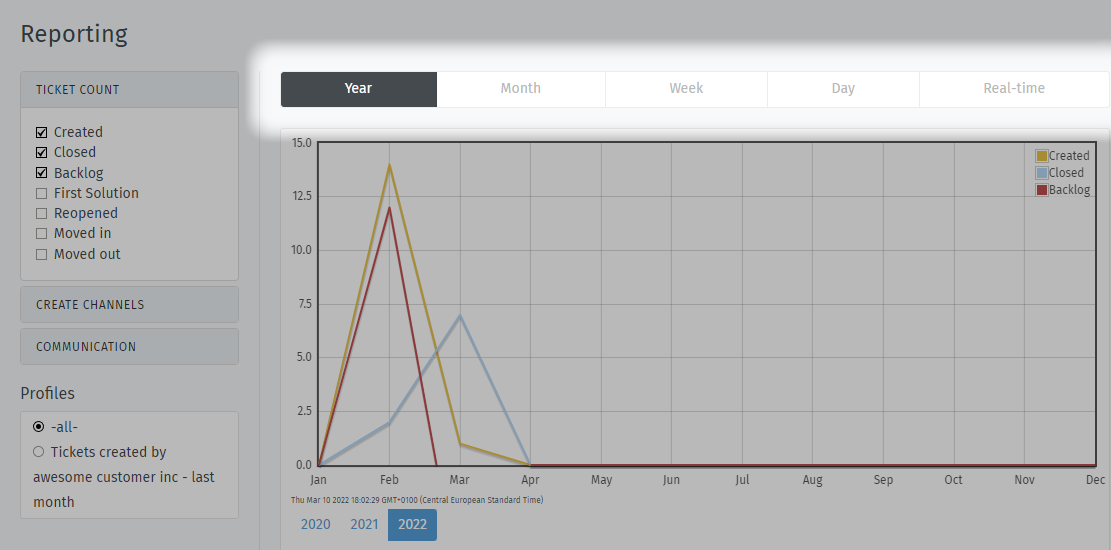 Reporting
TICKET COUNT
Created
Closed
Backlog
First Solution
Reopened
Moved in
Moved out
CREATE CHANNELS
COMMUNICATION
Profiles
-all-
Tickets created by
awesome customer inc - last
month
Year Month Week Day Real-time
15.0
12.5
10.0
7.5
5.0
2.5
0.0
Created
Closed
Backlog
Jan Feb Mar Apr May Jun Jul Aug Sep Oct Nov Dec
Thu Mar 10 2022 18:02:29 GMT+0100 (Central European Standard Time)
2020 2021 2022